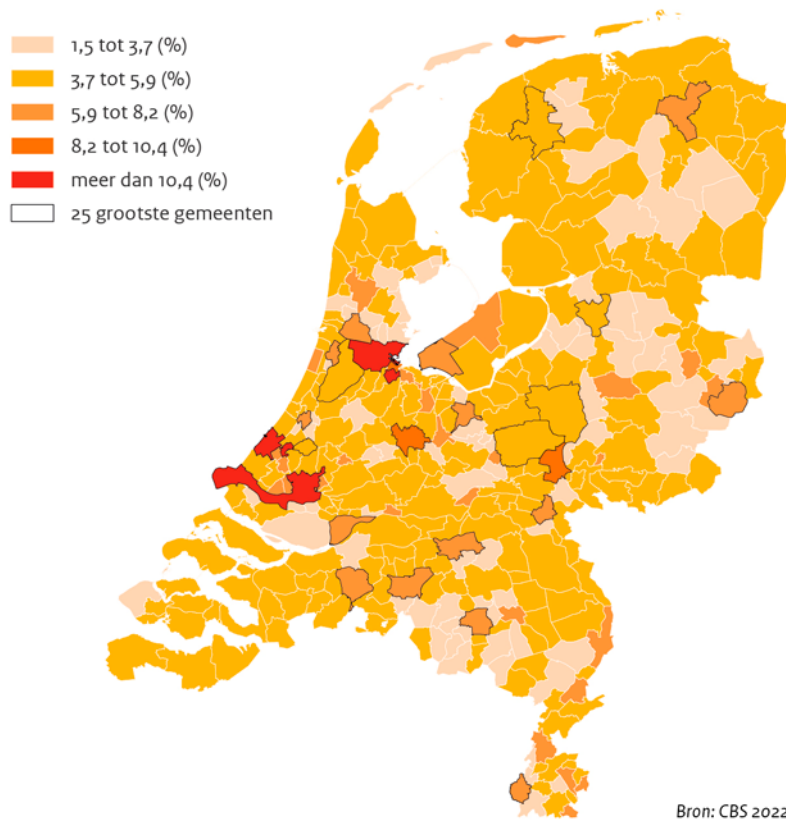 1,5 tot 3,7 (%)
3,7 tot 5,9 (%)
5,9 tot 8,2 (%)
8,2 tot 10,4 (%)
meer dan 10,4 (%)
25 grootste gemeenten
Bron: CBS 2022